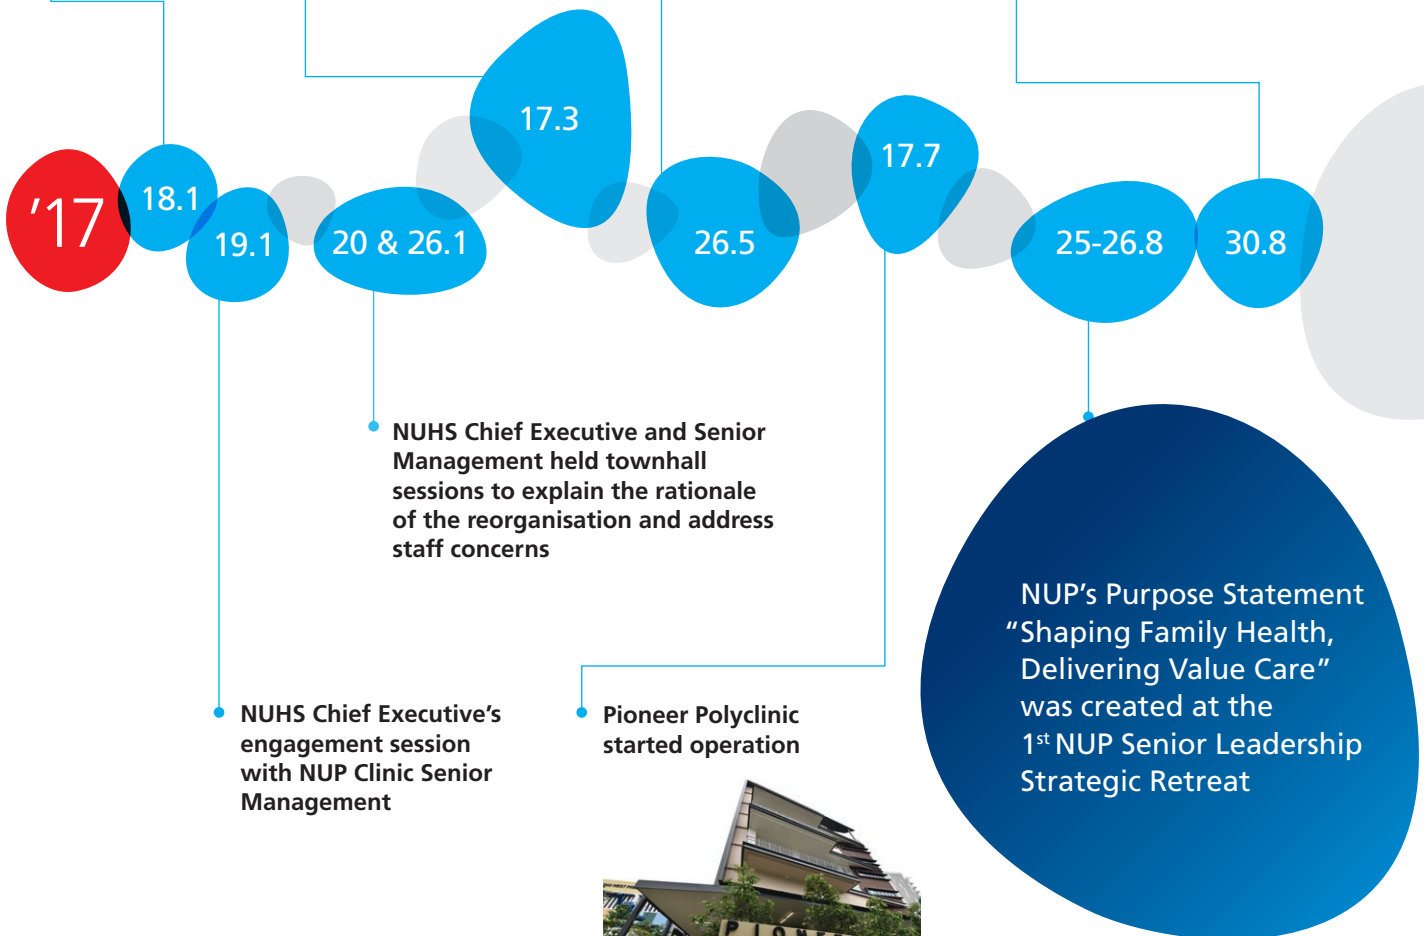 ’17
18.1
19.1
20 & 26.1
17.3
26.5
17.7
25-26.8
30.8
NUHS Chief Executive and Senior
Management held townhall
sessions to explain the rationale
of the reorganisation and address
staff concerns
NUHS Chief Executive’s
engagement session
with NUP Clinic Senior
Management
Pioneer Polyclinic
started operation
NUP’s Purpose Statement
“Shaping Family Health,
Delivering Value Care”
was created at the
1st NUP Senior Leadership
Strategic Retreat